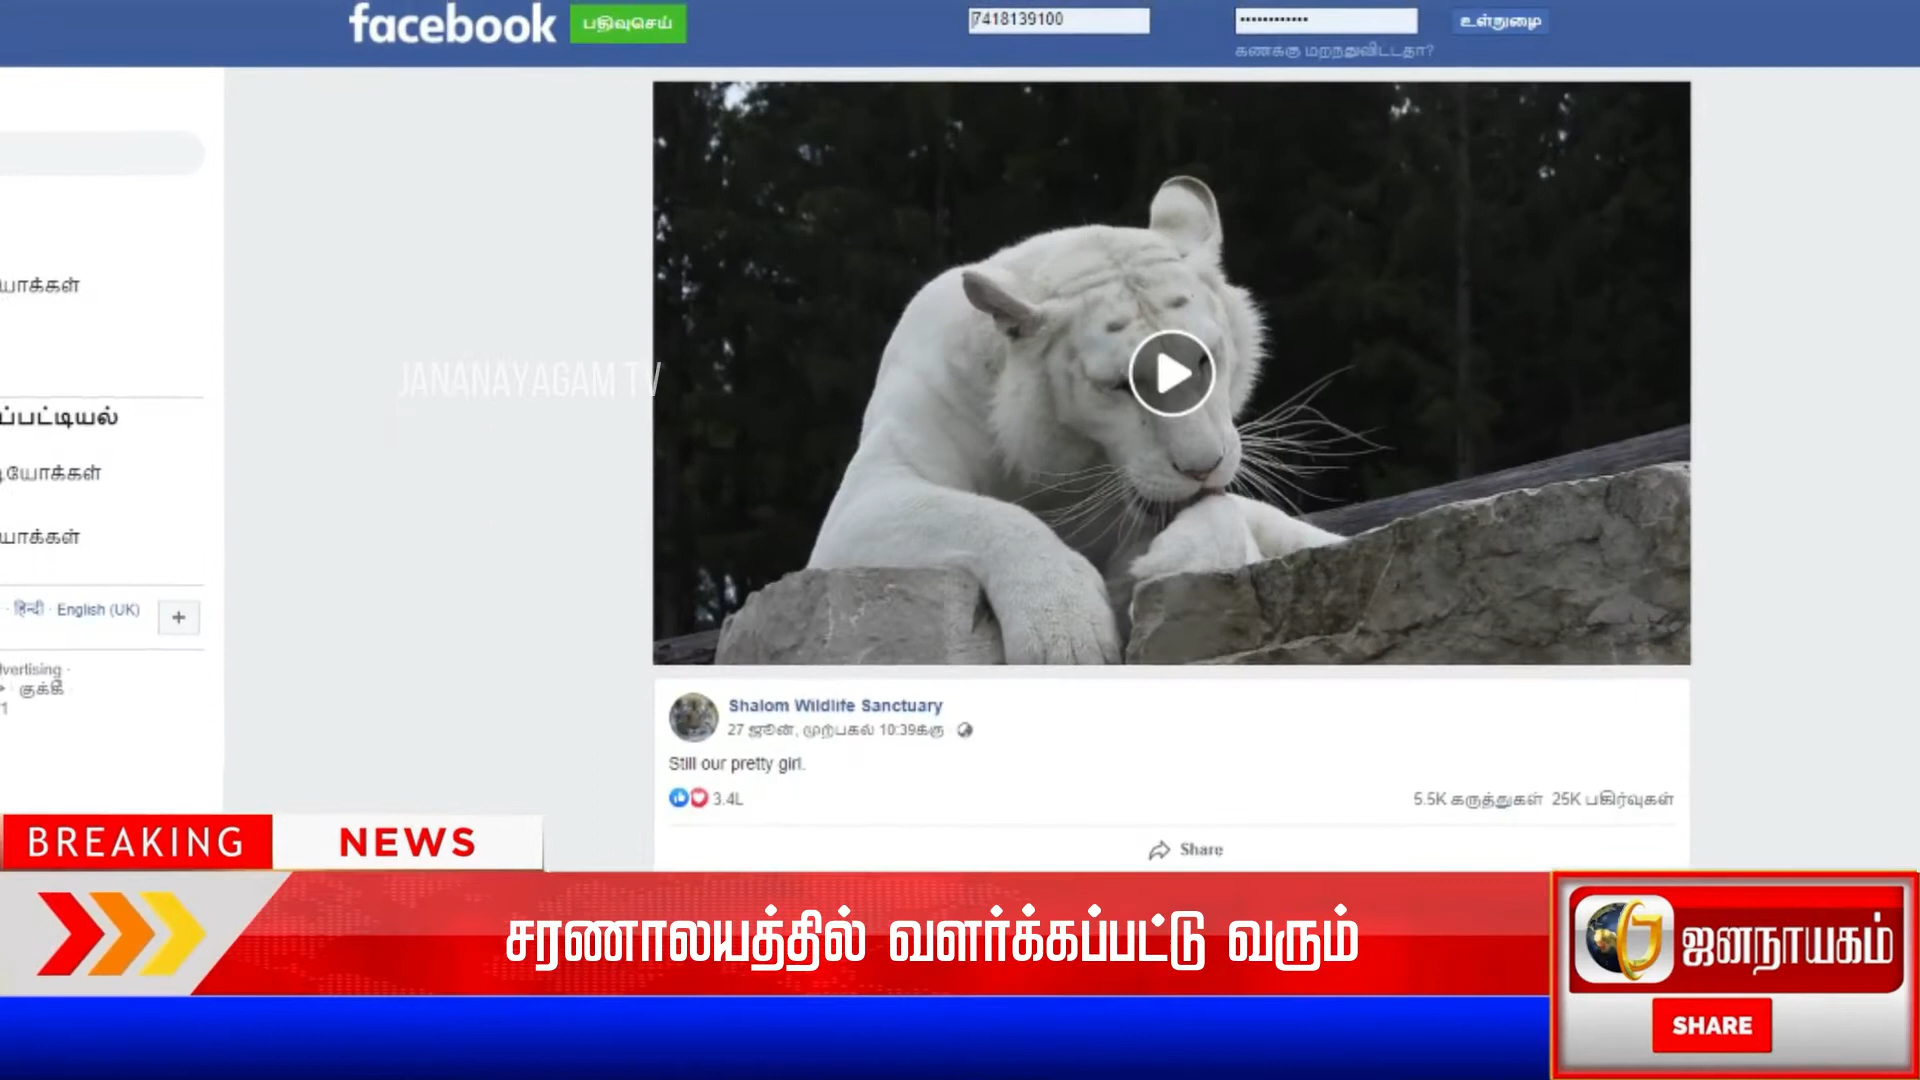 facebook
பதிவுசெய்
7418139100
உள்நுழை
கணக்கு மறந்துவிட்டதா?
யோக்கள்
JANANAYAGAM TV
ப்பட்டியல்
யோக்கள்
யோக்கள்
हिन्दी · English (UK)
+
lvertising ·
குக்கீ
Shalom Wildlife Sanctuary
27 ஜூன், முற்பகல் 10:39க்கு
Still our pretty girl.
3.4L
5.5K கருத்துகள் 25K பகிர்வுகள்
Share
BREAKING NEWS
சரணாலயத்தில் வளர்க்கப்பட்டு வரும்
ஜனநாயகம்
SHARE